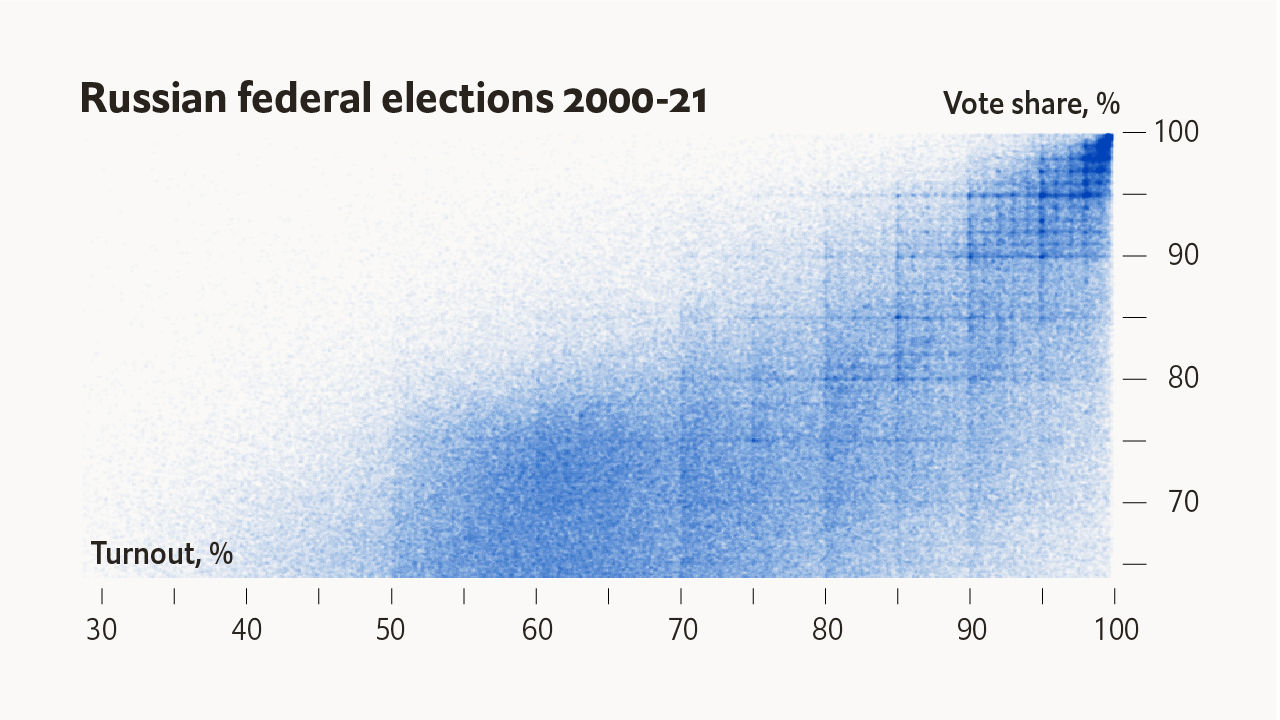 Russian federal elections 2000-21
Vote share, %
100
90
80
70
Turnout, %
30 40 50 60 70 80 90 100